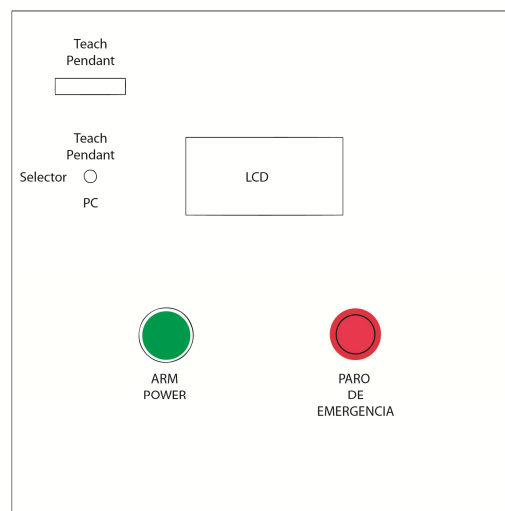 Teach
Pendant
Teach
Pendant
Selector
PC
LCD
ARM
POWER
PARO
DE
EMERGENCIA